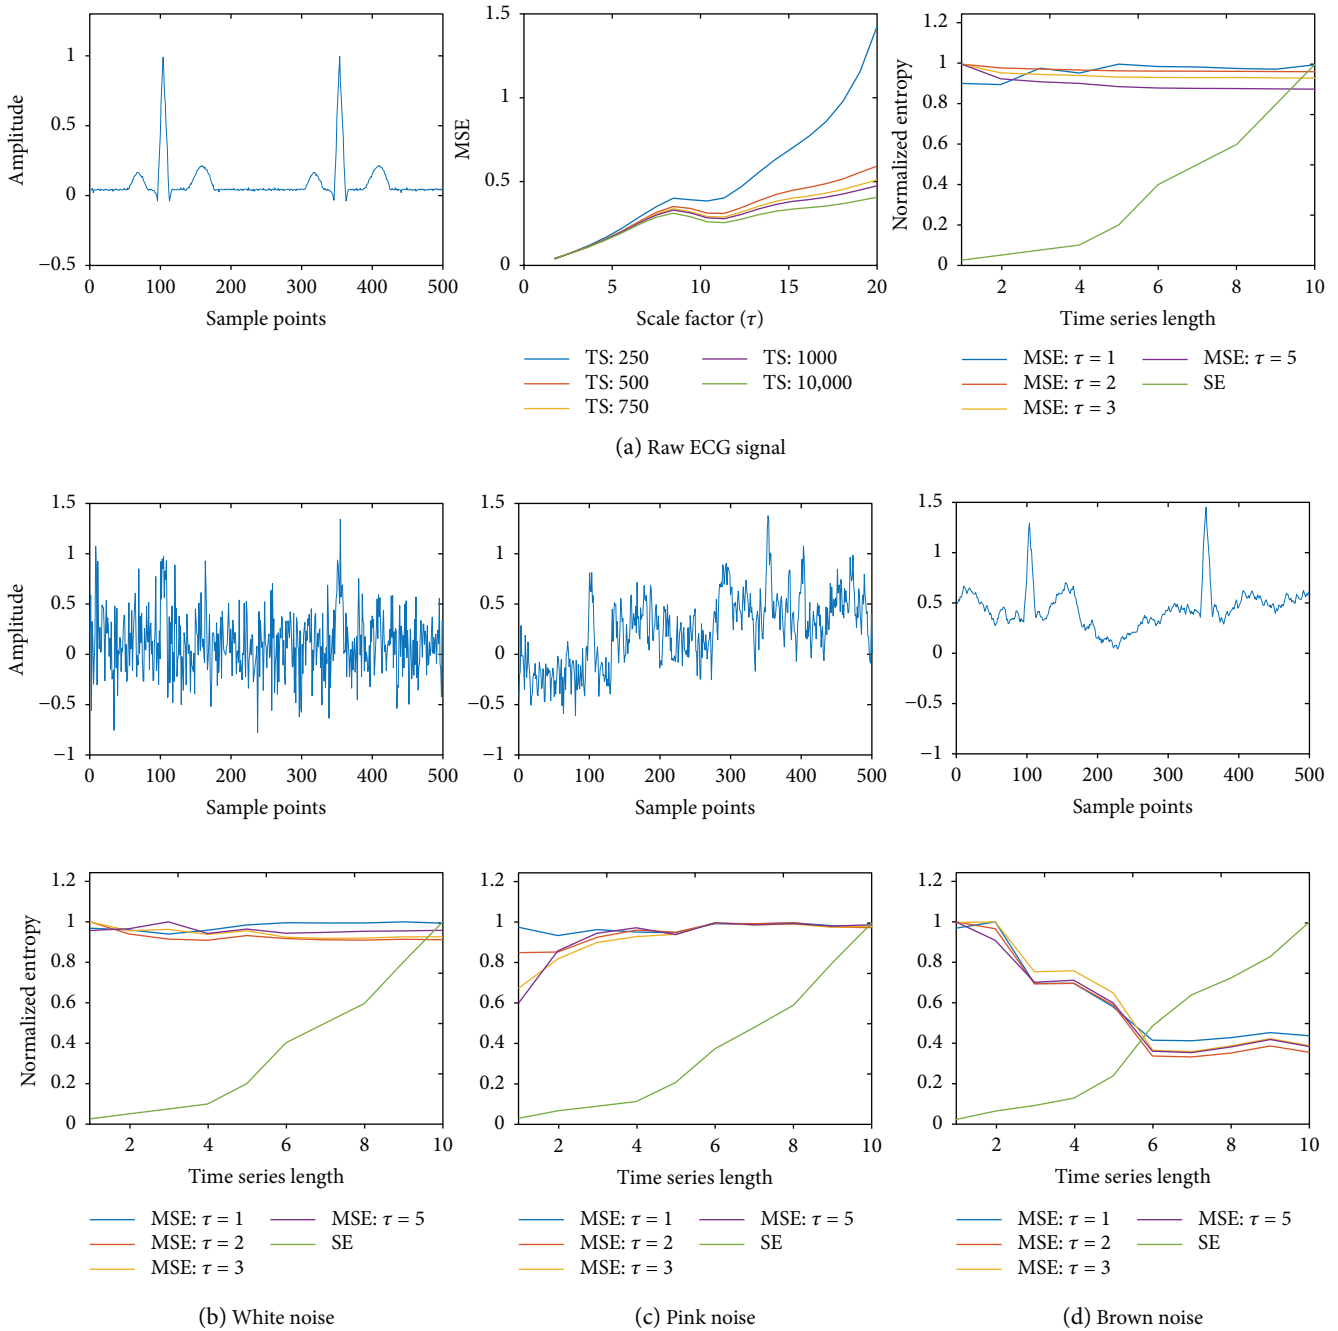 Amplitude
1
0.5
0
−0.5
0 100 200 300 400 500
Sample points
MSE
1.5
1
0.5
0
0 5 10 15 20
Scale factor (τ)
TS: 250
TS: 500
TS: 750
TS: 1000
TS: 10,000
Normalized entropy
1.2
1
0.8
0.6
0.4
0.2
0
2 4 6 8 10
Time series length
MSE: τ = 1
MSE: τ = 2
MSE: τ = 3
MSE: τ = 5
SE
(a) Raw ECG signal
Amplitude
1.5
1
0.5
0
−0.5
−1
0 100 200 300 400 500
Sample points
1.5
1
0.5
0
−0.5
−1
0 100 200 300 400 500
Sample points
1.5
1
0.5
0
−0.5
−1
0 100 200 300 400 500
Sample points
Normalized entropy
1.2
1
0.8
0.6
0.4
0.2
0
2 4 6 8 10
Time series length
MSE: τ = 1
MSE: τ = 2
MSE: τ = 3
MSE: τ = 5
SE
(b) White noise
1.2
1
0.8
0.6
0.4
0.2
0
2 4 6 8 10
Time series length
MSE: τ = 1
MSE: τ = 2
MSE: τ = 3
MSE: τ = 5
SE
(c) Pink noise
1.2
1
0.8
0.6
0.4
0.2
0
2 4 6 8 10
Time series length
MSE: τ = 1
MSE: τ = 2
MSE: τ = 3
MSE: τ = 5
SE
(d) Brown noise